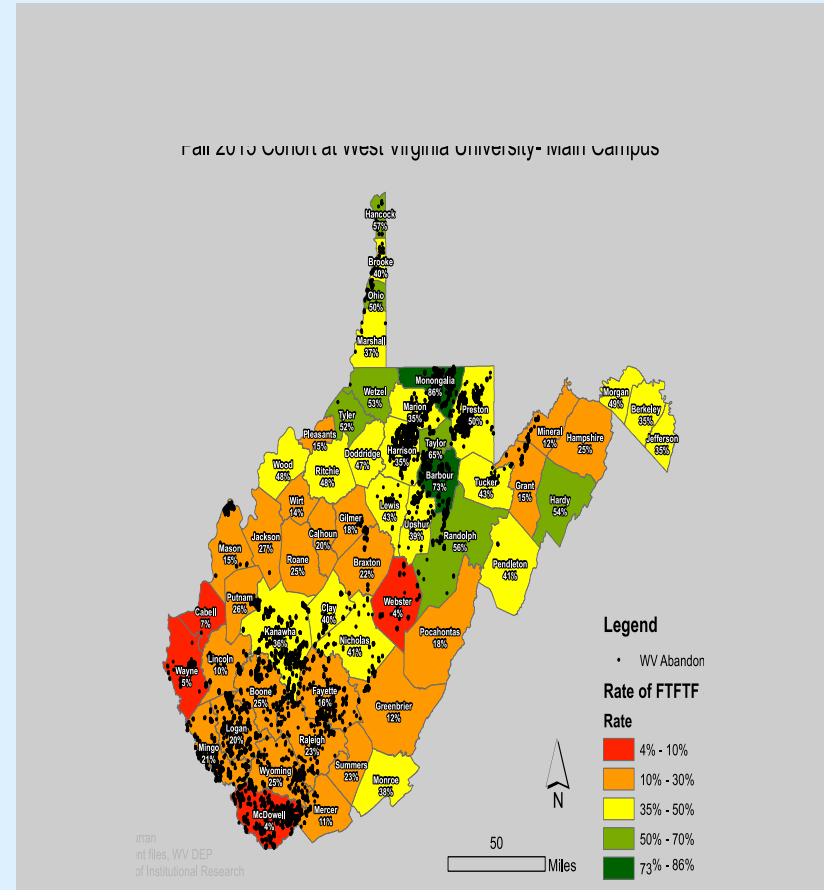 Fall 2015 Cohort at West Virginia University- Main Campus
Hancock
57%
Brooke
40%
Ohio
50%
Marshall
37%
Wetzel
53%
Monongalia
86%
Marion
35%
Preston
50%
Tyler
52%
Pleasants
15%
Doddridge
47%
Harrison
35%
Taylor
65%
Barbour
73%
Wood
48%
Ritchie
48%
Morgan
49%
Berkeley
35%
Jefferson
35%
Mineral
12%
Hampshire
25%
Grant
15%
Hardy
54%
Tucker
43%
Wirt
14%
Gilmer
18%
Lewis
43%
Upshur
39%
Randolph
56%
Pendleton
41%
Mason
15%
Jackson
27%
Calhoun
20%
Roane
25%
Braxton
22%
Webster
4%
Pocahontas
18%
Cabell
7%
Putnam
26%
Kanawha
36%
Clay
40%
Nicholas
41%
Wayne
5%
Lincoln
10%
Boone
25%
Fayette
16%
Greenbrier
12%
Logan
20%
Mingo
21%
Raleigh
23%
Wyoming
25%
Summers
23%
Monroe
38%
McDowell
4%
Mercer
11%
Legend
WV Abandon
Rate of FTFTF
Rate
4% - 10%
10% - 30%
35% - 50%
50% - 70%
73% - 86%
N
50
Miles
nt files, WV DEP
of Institutional Research